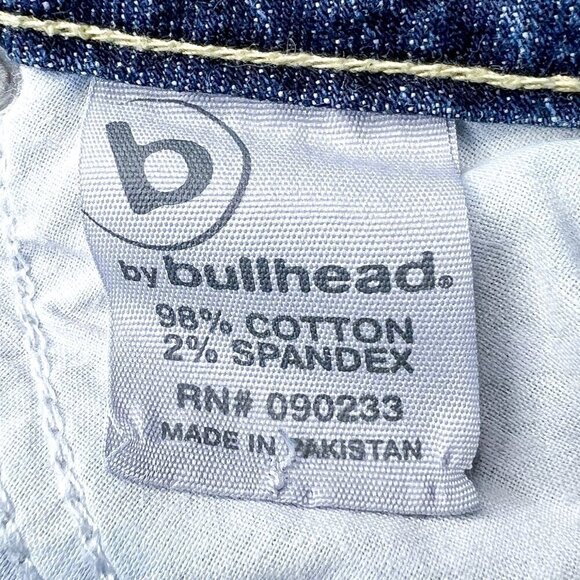 b
by bullhead®
98% COTTON
2% SPANDEX
RN# 090233
MADE IN PAKISTAN